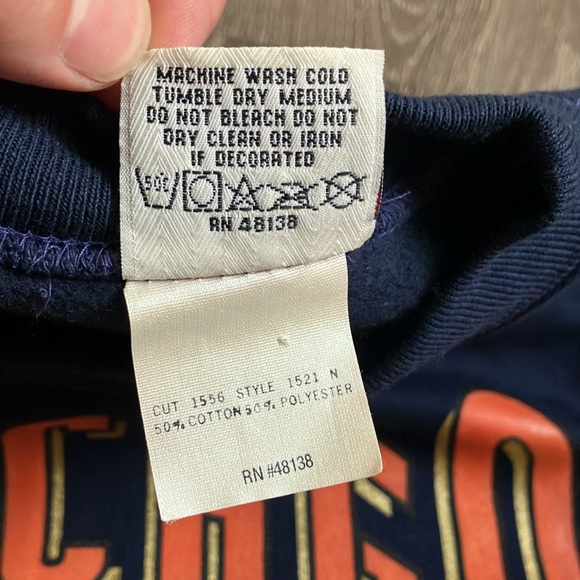 MACHINE WASH COLD
TUMBLE DRY MEDIUM
DO NOT BLEACH DO NOT
DRY CLEAN OR IRON
IF DECORATED
50C
RN 48138
CUT 1556 STYLE 1521 N
50% COTTON 50% POLYESTER
RN #48138